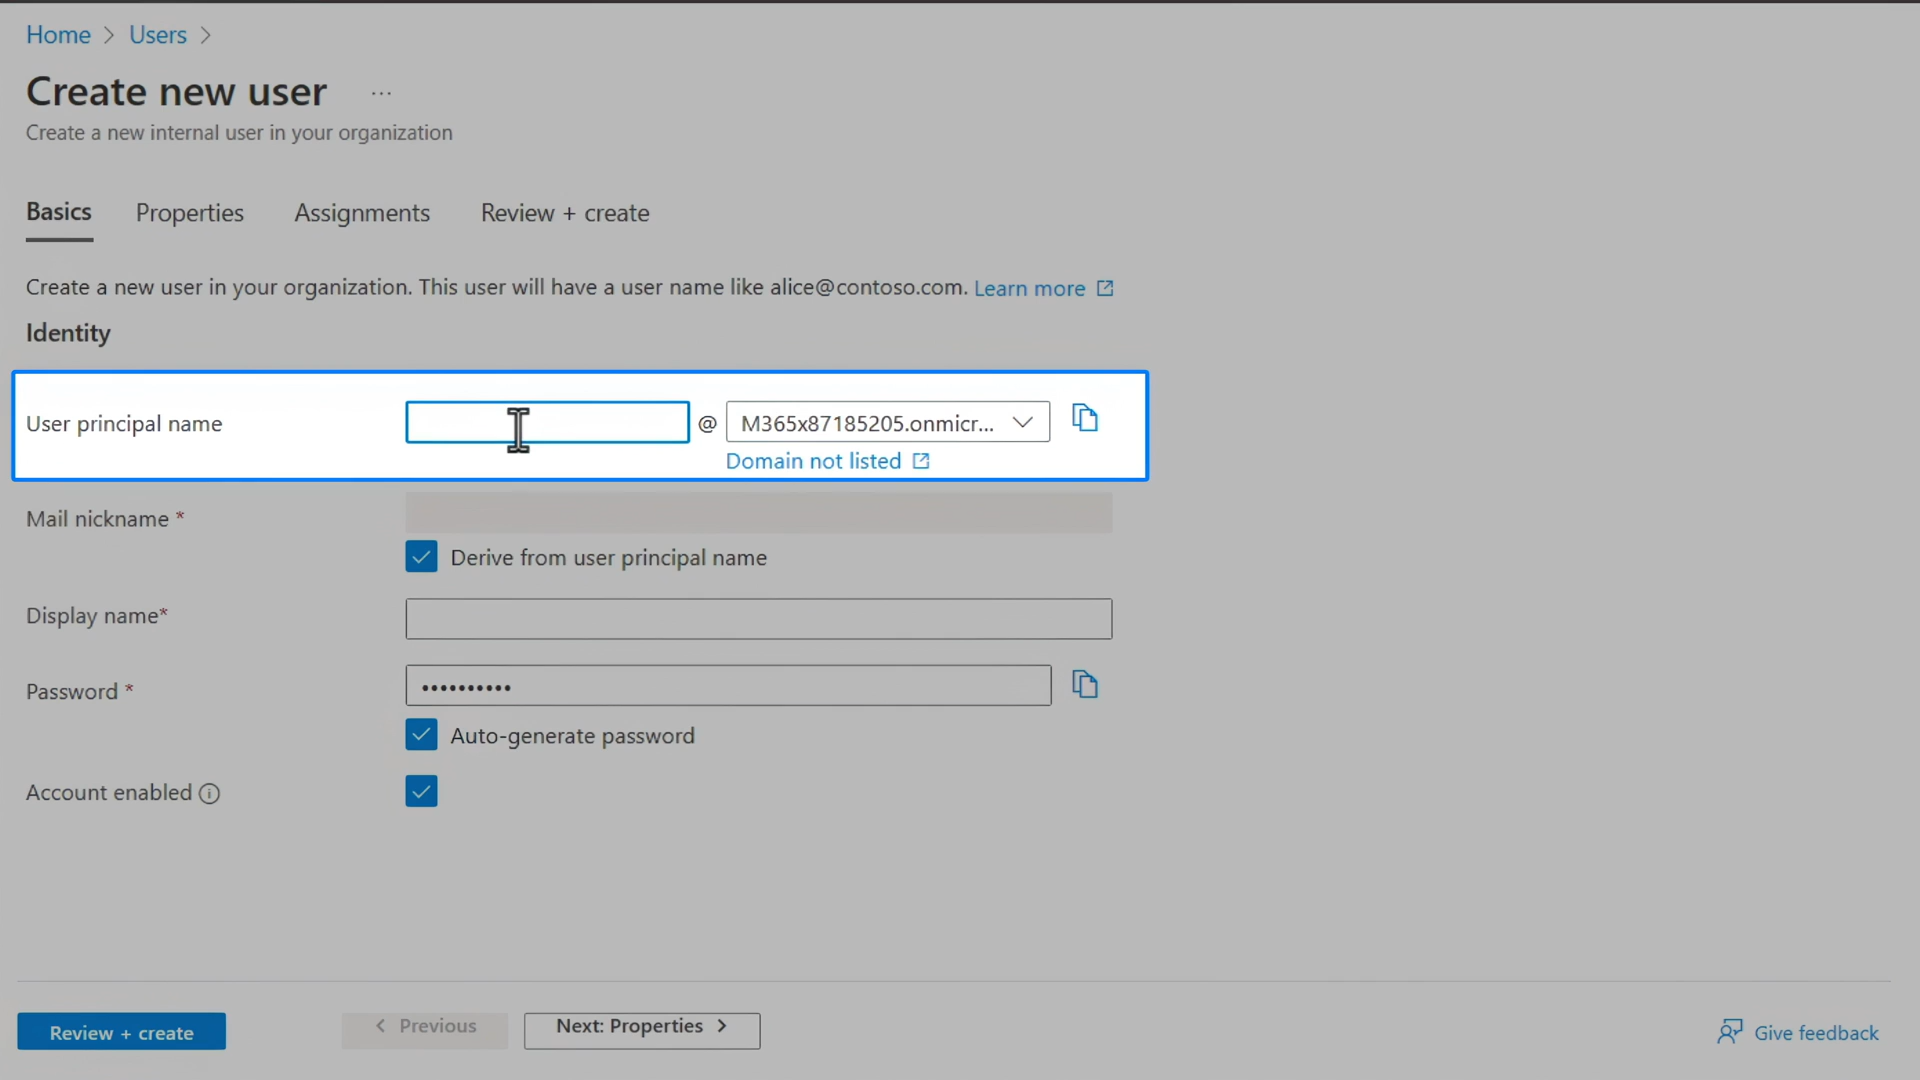 Home > Users >
Create new user ...
Create a new internal user in your organization
Basics Properties Assignments Review + create
Create a new user in your organization. This user will have a user name like alice@contoso.com. Learn more
Identity
User principal name @ M365x87185205.onmicr...
Domain not listed
Mail nickname *
Derive from user principal name
Display name*
Password * ••••••••••
Auto-generate password
Account enabled
Review + create < Previous Next: Properties > Give feedback